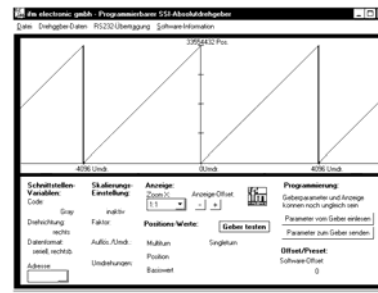 ifm electronic gmbh - Programmierbarer SSI-Absolutdrehgeber
Datei Drehgeber-Daten RS232-Übertragung Software-Information
33554432 Pos.
-4096 Umdr. 0Umdr. 4096 Umdr.
Schnittstellen-Variablen:
Code:
Gray
Drehrichtung:
rechts
Datenformat:
seriell, rechtsb.
Adresse:
Skalierungs-Einstellung:
inaktiv
Faktor:
Auflös./Umdr.:
Umdrehungen:
Anzeige:
Zoom X:
1:1
Anzeige-Offset:
- +
ifm
Positions-Werte:
Geber testen
Multiturn
Singleturn
Position
Basiswert
Programmierung:
Geberparameter und Anzeige
können noch ungleich sein
Parameter vom Geber einlesen
Parameter zum Geber senden
Offset/Preset:
Software-Offset:
0